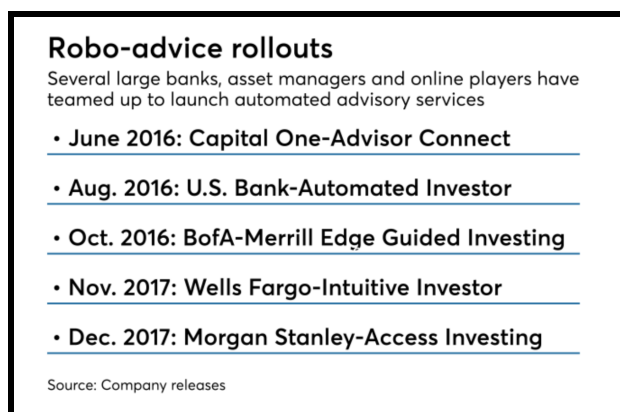 Robo-advice rollouts
Several large banks, asset managers and online players have
teamed up to launch automated advisory services
• June 2016: Capital One-Advisor Connect
• Aug. 2016: U.S. Bank-Automated Investor
• Oct. 2016: BofA-Merrill Edge Guided Investing
• Nov. 2017: Wells Fargo-Intuitive Investor
• Dec. 2017: Morgan Stanley-Access Investing
Source: Company releases